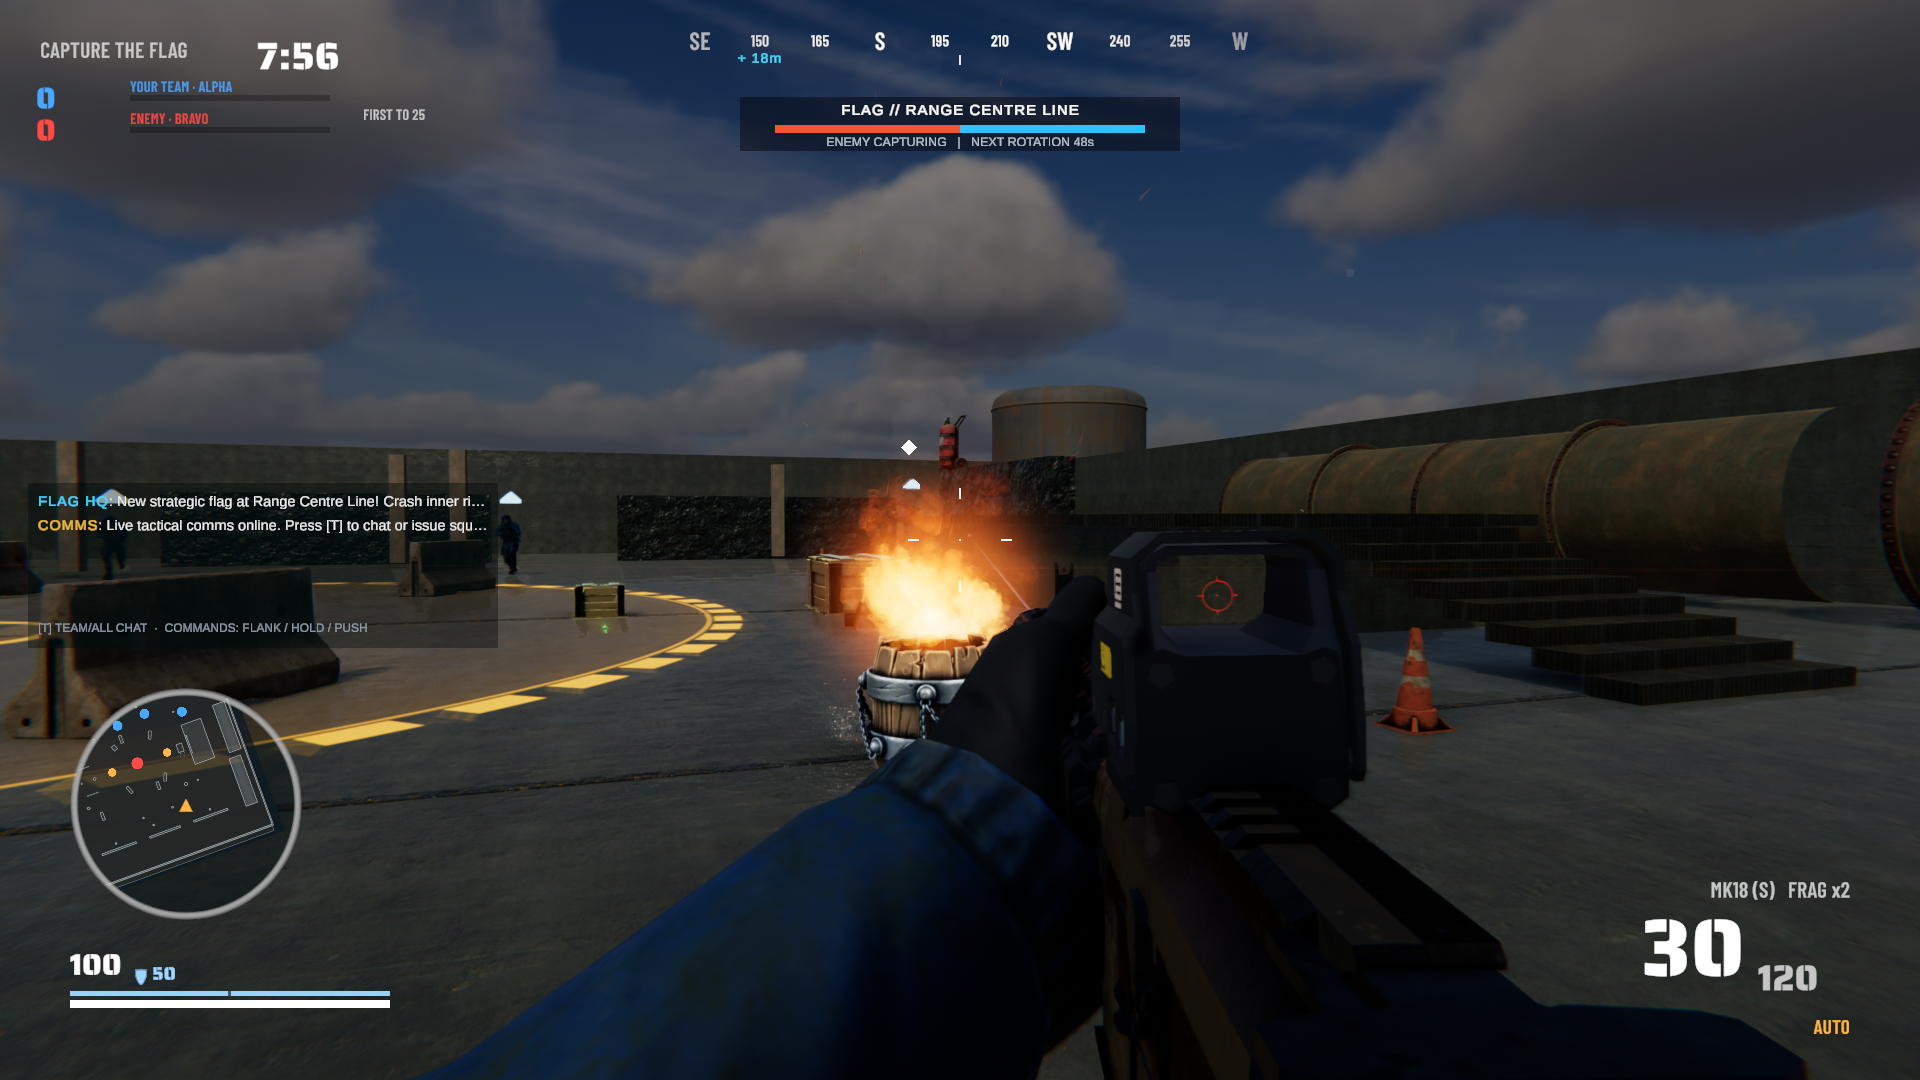 CAPTURE THE FLAG 7:56
0 YOUR TEAM · ALPHA
0 ENEMY · BRAVO FIRST TO 25
SE 150 165 S 195 210 SW 240 255 W
+ 18m
FLAG // RANGE CENTRE LINE
ENEMY CAPTURING | NEXT ROTATION 48s
FLAG HQ: New strategic flag at Range Centre Line! Crash inner ri...
COMMS: Live tactical comms online. Press [T] to chat or issue squ...
[T] TEAM/ALL CHAT · COMMANDS: FLANK / HOLD / PUSH
100 50
MK18 (S) FRAG x2
30 120
AUTO